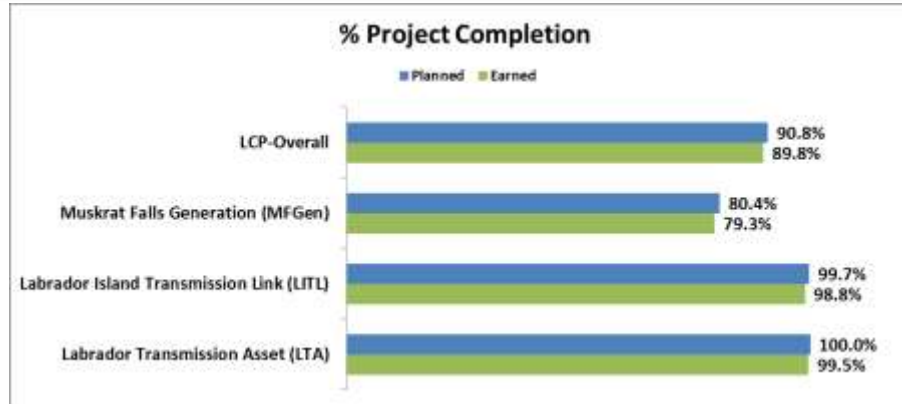 % Project Completion
Planned Earned
LCP-Overall
90.8%
89.8%
Muskrat Falls Generation (MFGen)
80.4%
79.3%
Labrador Island Transmission Link (LITL)
99.7%
98.8%
Labrador Transmission Asset (LTA)
100.0%
99.5%